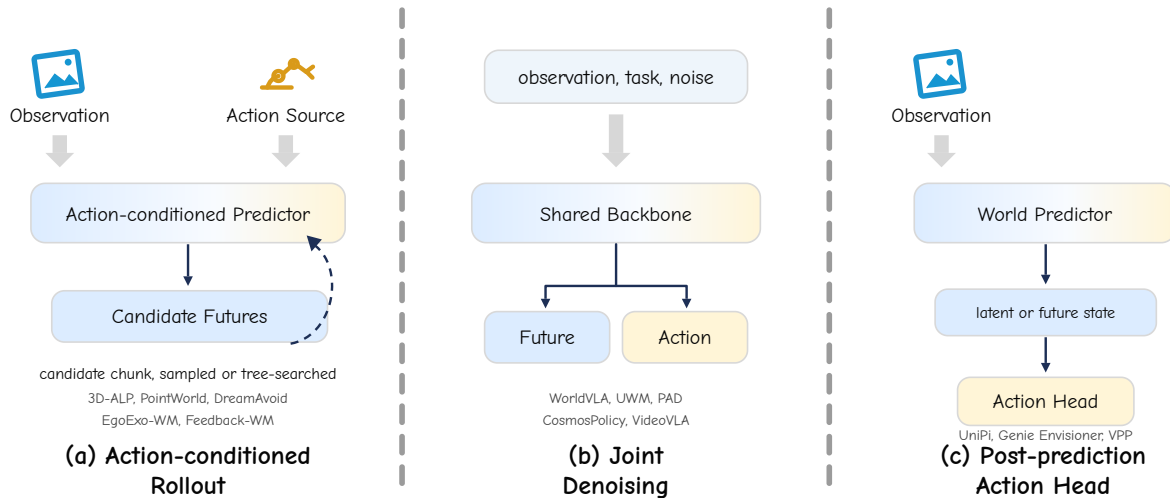 Observation
Action Source
Action-conditioned Predictor
Candidate Futures
candidate chunk, sampled or tree-searched
3D-ALP, PointWorld, DreamAvoid
EgoExo-WM, Feedback-WM
(a) Action-conditioned
Rollout
observation, task, noise
Shared Backbone
Future
Action
WorldVLA, UWM, PAD
CosmosPolicy, VideoVLA
(b) Joint
Denoising
Observation
World Predictor
latent or future state
Action Head
UniPi, Genie Envisioner, VPP
(c) Post-prediction
Action Head